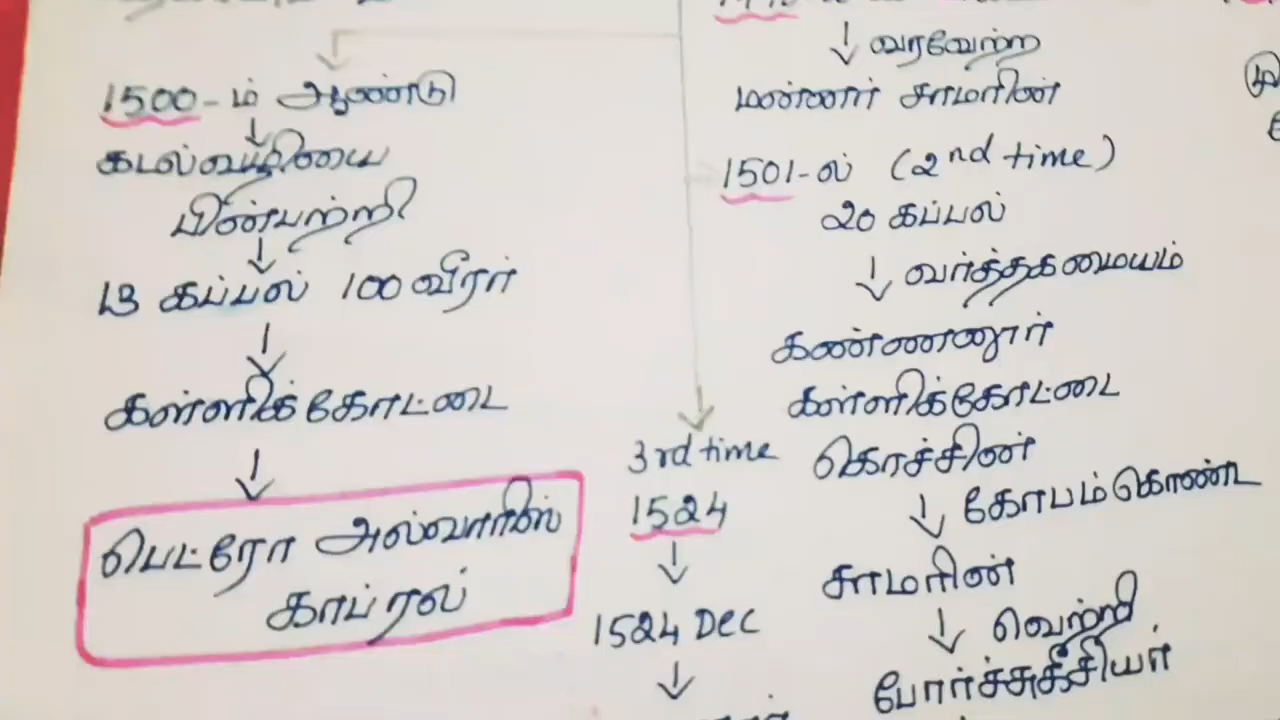 1500-ம் ஆண்டு
கடல்வழியை
பின்பற்றி
13 கப்பல் 100 வீரர்
கள்ளிக்கோட்டை
பெட்ரோ அல்வாரிஸ்
காப்ரல்
வரவேற்ற
மன்னர் சாமரின்
1501-ல் (2nd time)
20 கப்பல்
வர்த்தகமையம்
கண்ணனூர்
கள்ளிக்கோட்டை
கொச்சின்
கோபம்கொண்ட
சாமரின்
வெற்றி
போர்ச்சுகீசியர்
3rd time
1524
1524 Dec